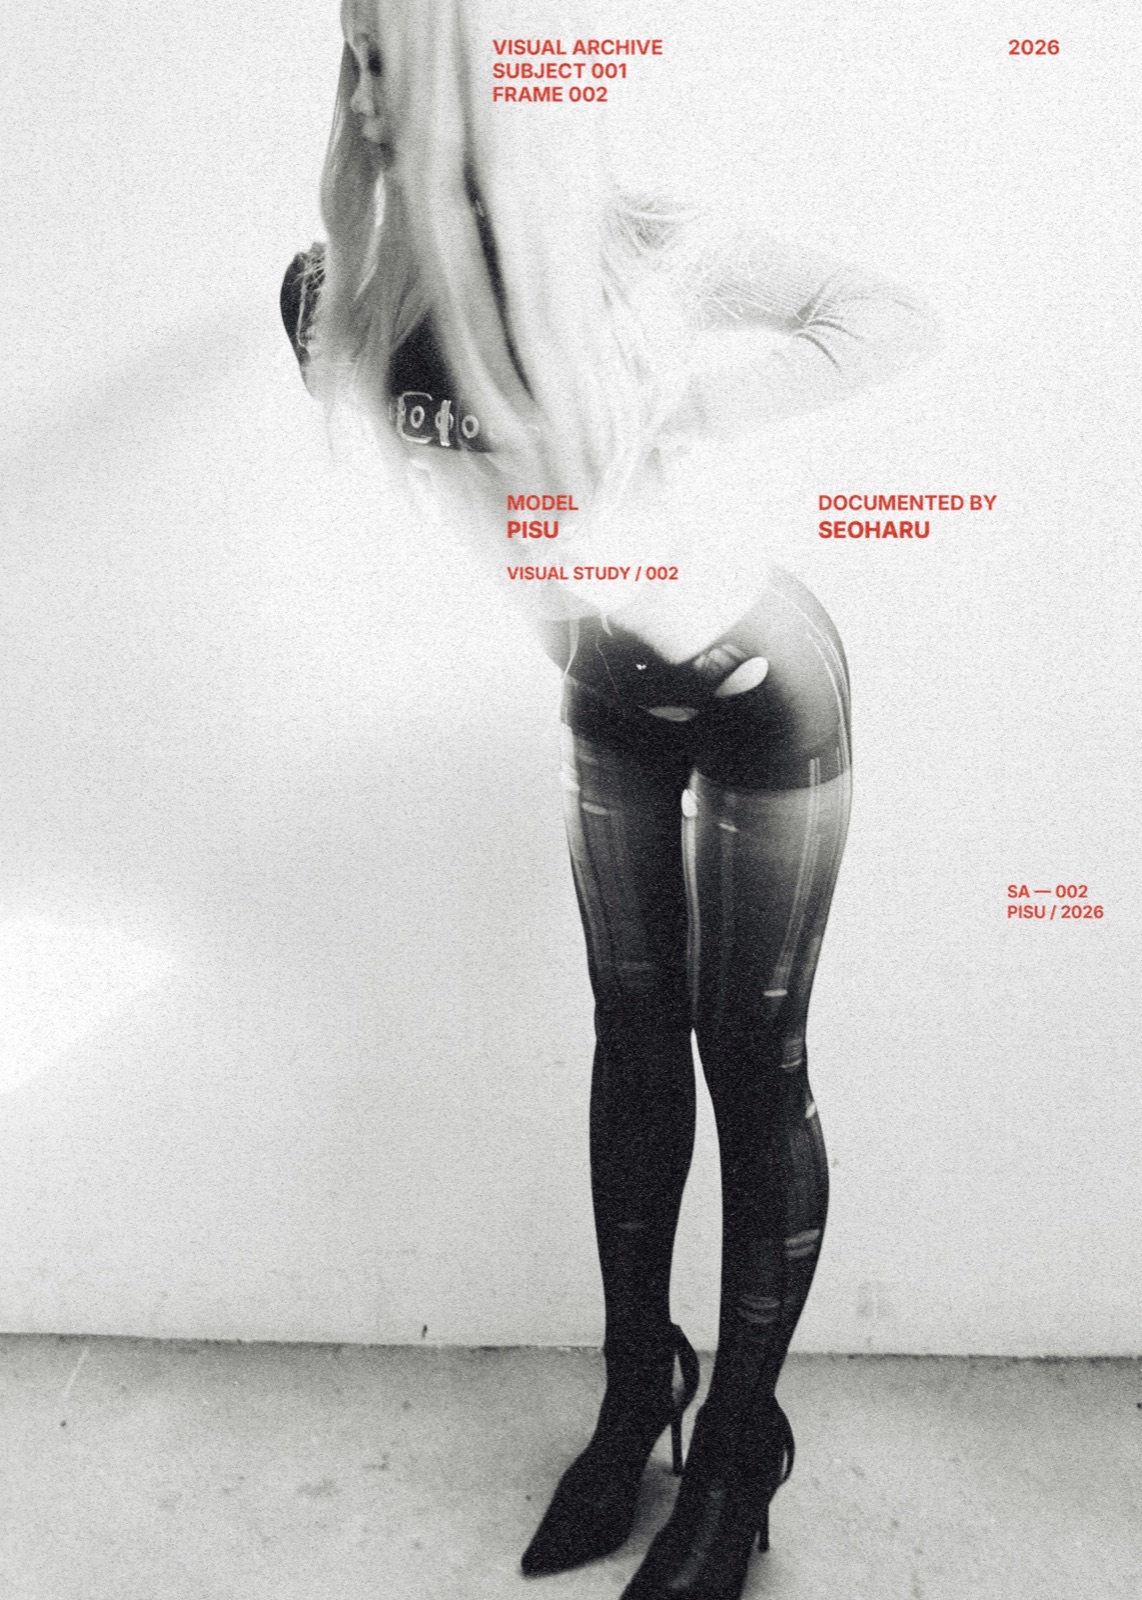 VISUAL ARCHIVE
SUBJECT 001
FRAME 002
2026
MODEL
PISU
DOCUMENTED BY
SEOHARU
VISUAL STUDY / 002
SA — 002
PISU / 2026